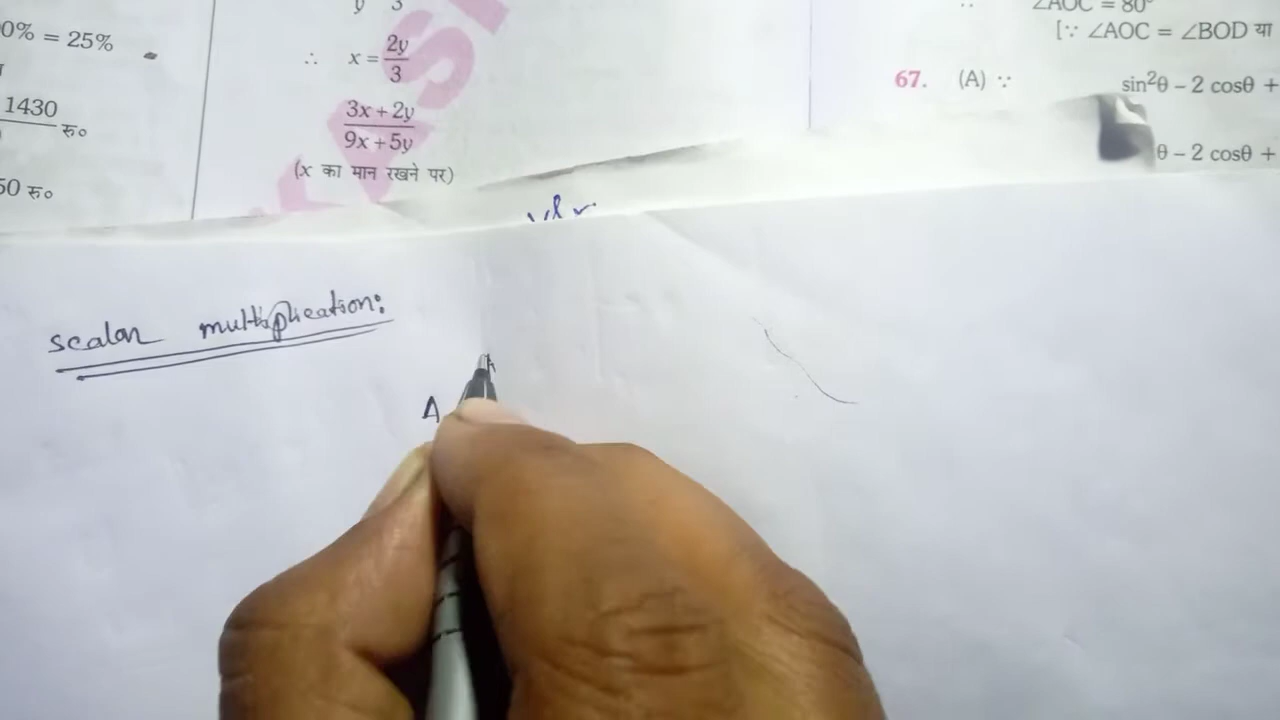 0% = 25%
1430
रु०
50 रु०
y 3
∴ x = 2y/3
3x + 2y
9x + 5y
(x का मान रखने पर)
∠AOC = 80°
[∵ ∠AOC = ∠BOD या
67. (A) ∵ sin²θ – 2 cosθ +
θ – 2 cosθ +
scalar multiplication:
A